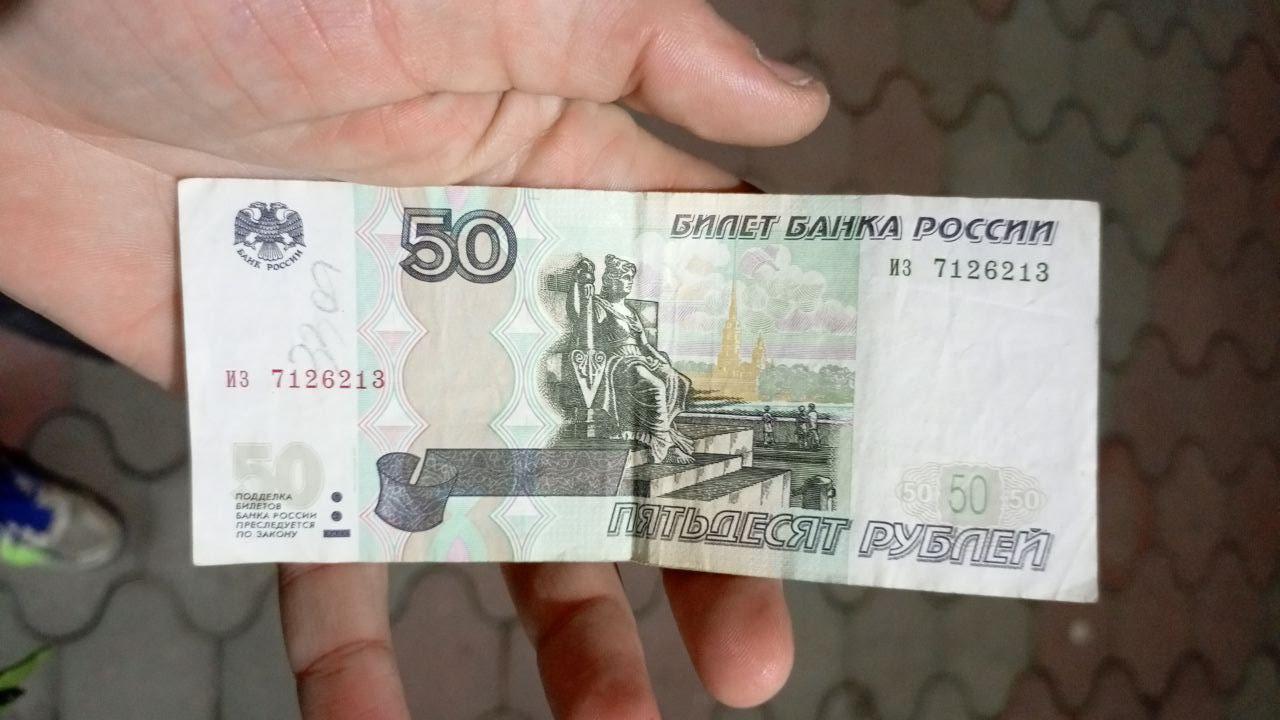 50
БАНК РОССИИ
БИЛЕТ БАНКА РОССИИ
ИЗ 7126213
ИЗ 7126213
50
ПОДДЕЛКА
БИЛЕТОВ
БАНКА РОССИИ
ПРЕСЛЕДУЕТСЯ
ПО ЗАКОНУ
50 50 50
ПЯТЬДЕСЯТ РУБЛЕЙ